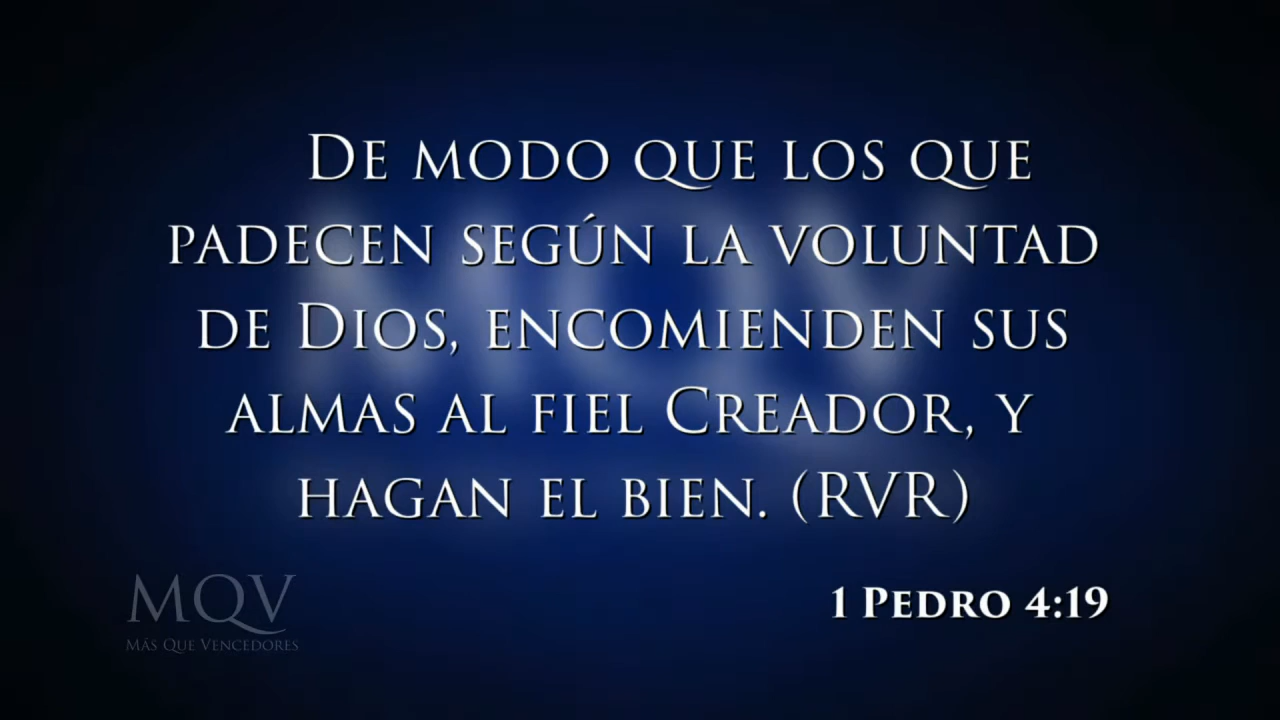 De modo que los que
padecen según la voluntad
de Dios, encomienden sus
almas al fiel Creador, y
hagan el bien. (RVR)
1 Pedro 4:19
MQV
Más Que Vencedores